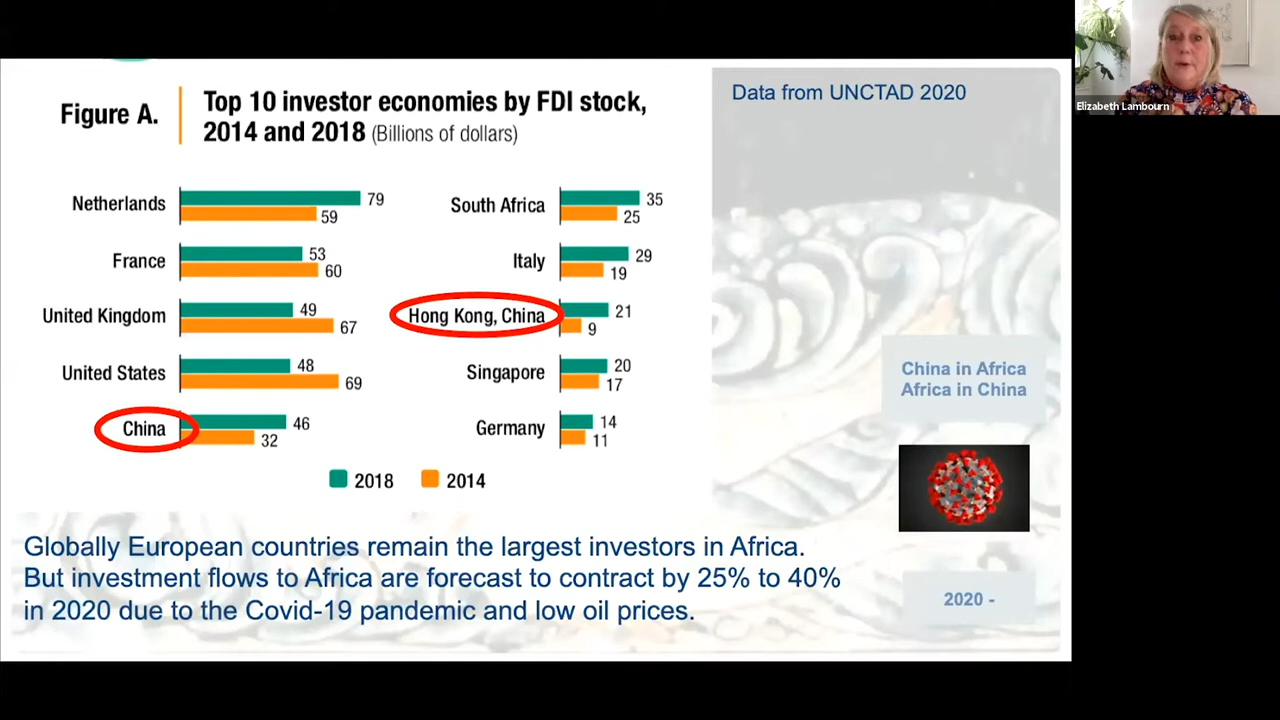 Figure A.
Top 10 investor economies by FDI stock,
2014 and 2018 (Billions of dollars)
Netherlands 79
59
France 53
60
United Kingdom 49
67
United States 48
69
China 46
32
South Africa 35
25
Italy 29
19
Hong Kong, China 21
9
Singapore 20
17
Germany 14
11
2018 2014
Data from UNCTAD 2020
China in Africa
Africa in China
2020 -
Globally European countries remain the largest investors in Africa.
But investment flows to Africa are forecast to contract by 25% to 40%
in 2020 due to the Covid-19 pandemic and low oil prices.
Elizabeth Lambourn